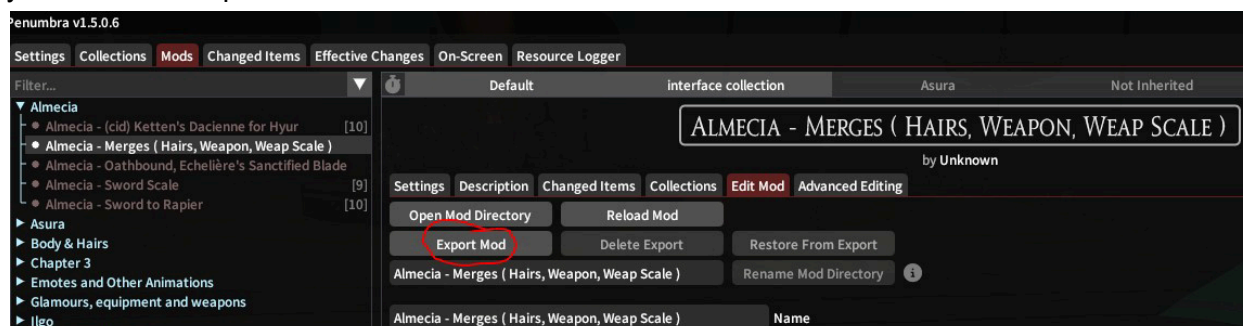 Penumbra v1.5.0.6
Settings Collections Mods Changed Items Effective Changes On-Screen Resource Logger
Filter...
Default interface collection Asura Not Inherited
Almecia
Almecia - (cid) Ketten's Dacienne for Hyur [10]
Almecia - Merges ( Hairs, Weapon, Weap Scale )
Almecia - Oathbound, Echelière's Sanctified Blade
Almecia - Sword Scale [9]
Almecia - Sword to Rapier [10]
Asura
Body & Hairs
Chapter 3
Emotes and Other Animations
Glamours, equipment and weapons
Ilgo
Almecia - Merges ( Hairs, Weapon, Weap Scale )
by Unknown
Settings Description Changed Items Collections Edit Mod Advanced Editing
Open Mod Directory Reload Mod
Export Mod Delete Export Restore From Export
Almecia - Merges ( Hairs, Weapon, Weap Scale ) Rename Mod Directory
Almecia - Merges ( Hairs, Weapon, Weap Scale ) Name